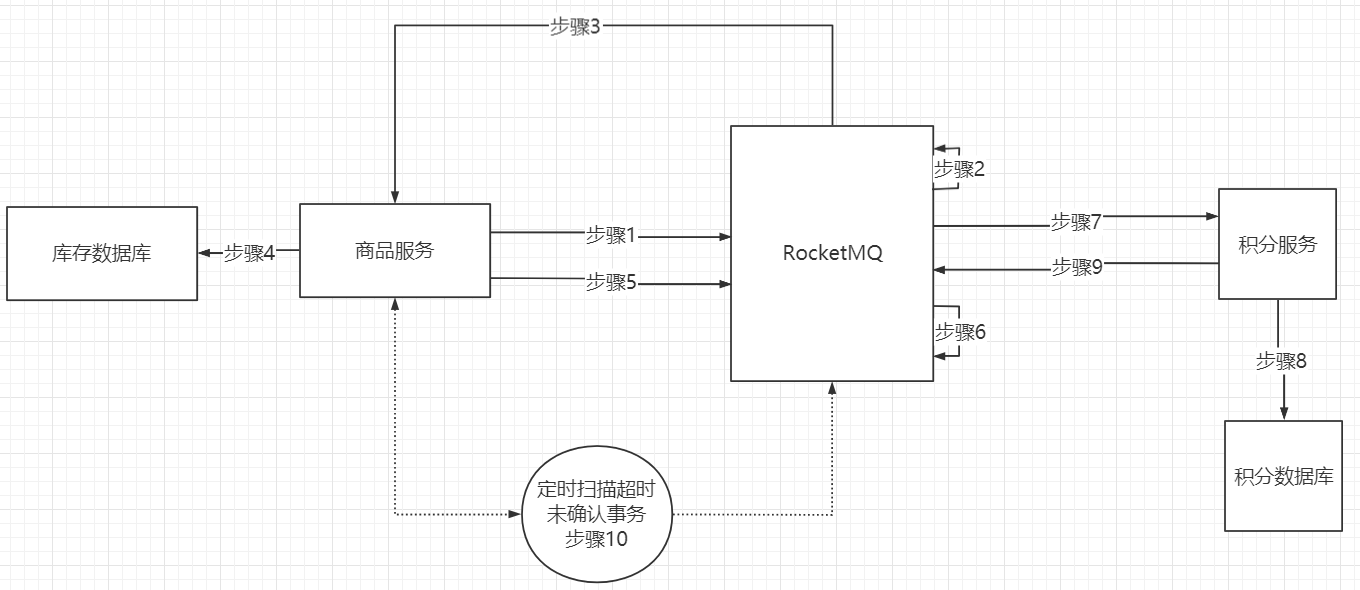 步骤3
步骤2
步骤7
步骤1
库存数据库
步骤4
商品服务
RocketMQ
积分服务
步骤9
步骤5
步骤6
步骤8
积分数据库
定时扫描超时
未确认事务
步骤10